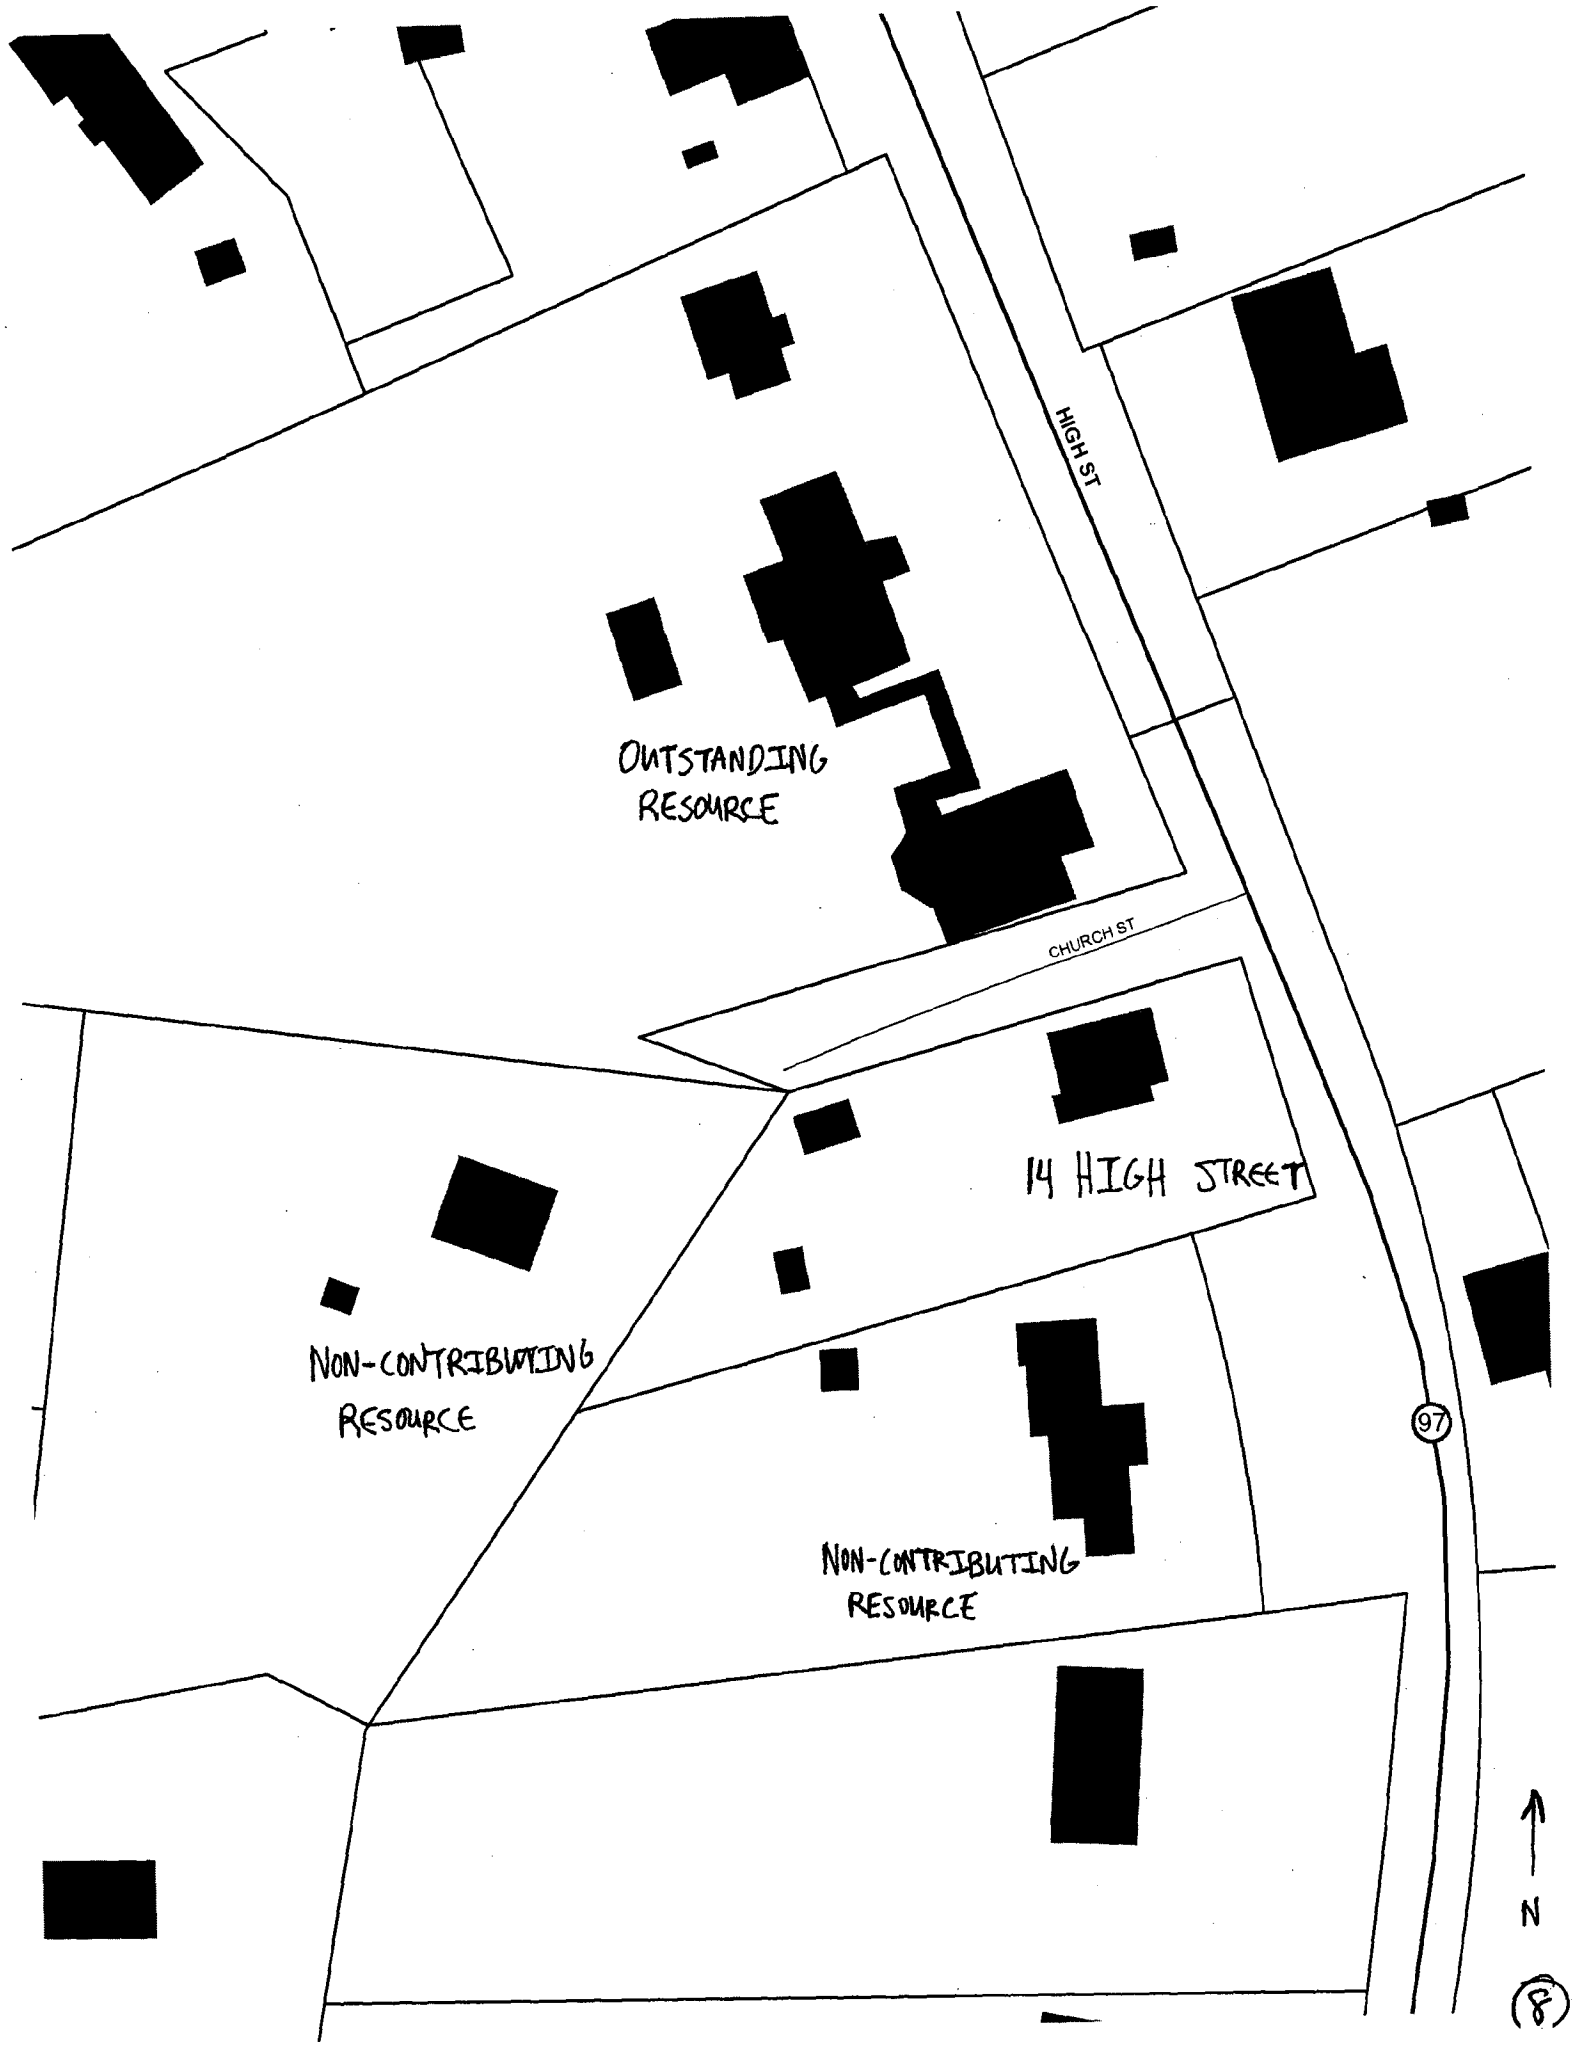 HIGH ST
OUTSTANDING
RESOURCE
CHURCH ST
14 HIGH STREET
NON-CONTRIBUTING
RESOURCE
97
NON-CONTRIBUTING
RESOURCE
N
8